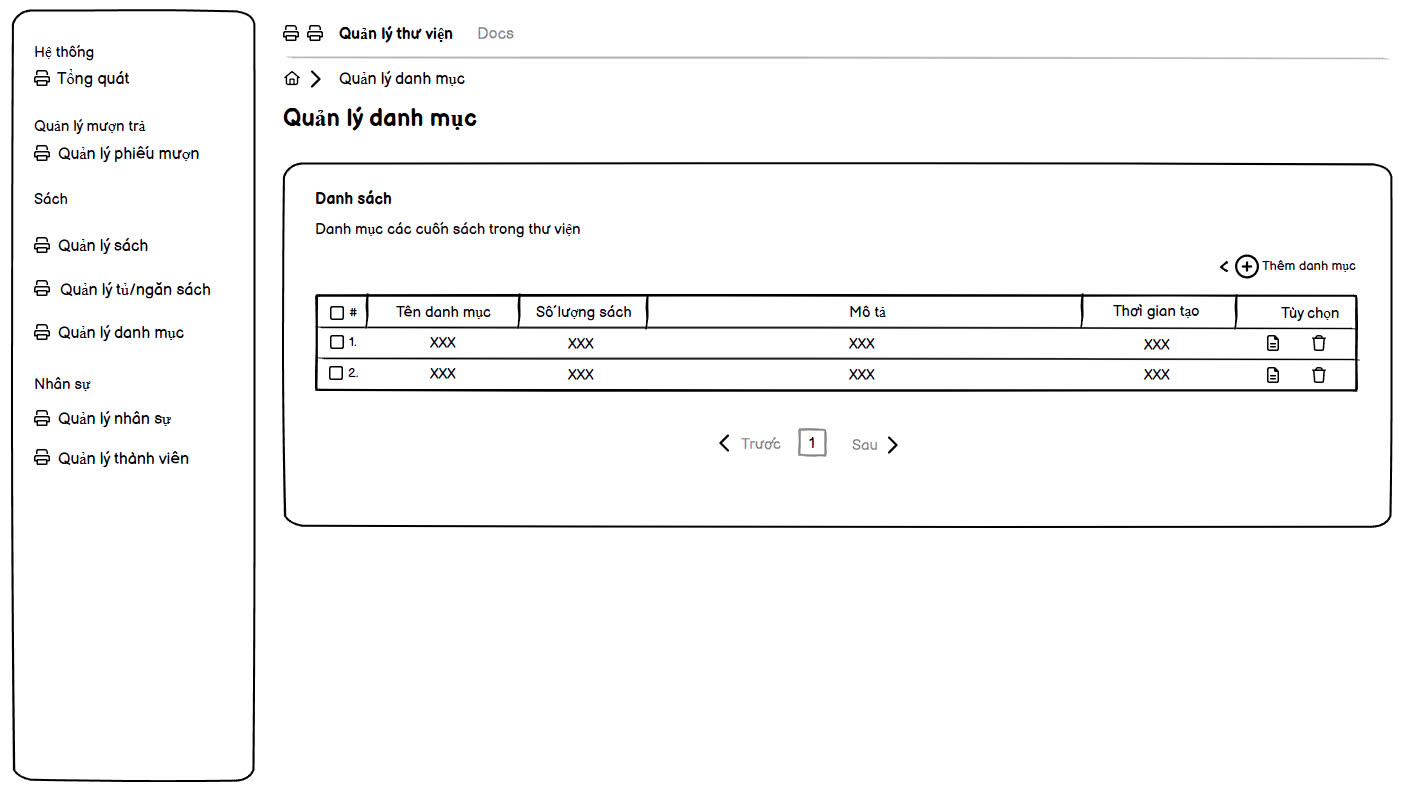 Hệ thống
Tổng quát
Quản lý mượn trả
Quản lý phiếu mượn
Sách
Quản lý sách
Quản lý tủ/ngăn sách
Quản lý danh mục
Nhân sự
Quản lý nhân sự
Quản lý thành viên
Quản lý thư viện Docs
Quản lý danh mục
Quản lý danh mục
Danh sách
Danh mục các cuốn sách trong thư viện
Thêm danh mục
# Tên danh mục Số lượng sách Mô tả Thời gian tạo Tùy chọn
1. XXX XXX XXX XXX
2. XXX XXX XXX XXX
Trước 1 Sau